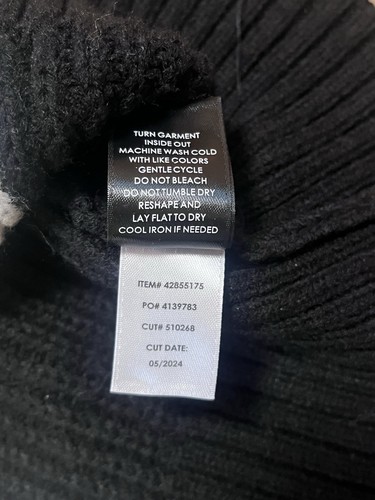 TURN GARMENT
INSIDE OUT
MACHINE WASH COLD
WITH LIKE COLORS
GENTLE CYCLE
DO NOT BLEACH
DO NOT TUMBLE DRY
RESHAPE AND
LAY FLAT TO DRY
COOL IRON IF NEEDED
ITEM# 42855175
PO# 4139783
CUT# 510268
CUT DATE:
05/2024